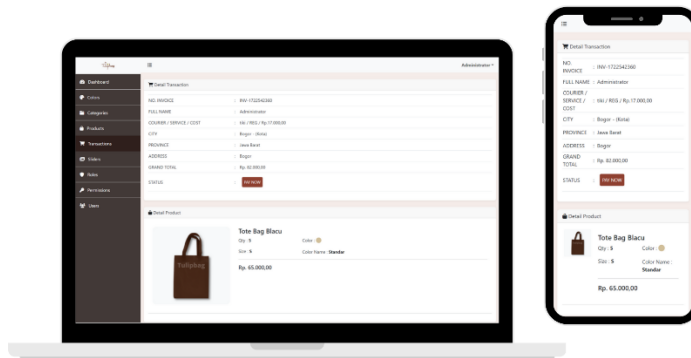 Administrator
Dashboard
Colors
Categories
Products
Transactions
Sliders
Roles
Permissions
Users
Detail Transaction
NO. INVOICE : INV-1722542360
FULL NAME : Administrator
COURIER / SERVICE / COST : tiki / REG / Rp.17.000,00
CITY : Bogor - (Kota)
PROVINCE : Jawa Barat
ADDRESS : Bogor
GRAND TOTAL : Rp. 82.000,00
STATUS : PAY NOW
Detail Product
Tulipbag
Tote Bag Blacu
Qty : 5 Color :
Size : S Color Name : Standar
Rp. 65.000,00
Detail Transaction
NO.
INVOICE : INV-1722542360
FULL NAME : Administrator
COURIER /
SERVICE / : tiki / REG / Rp.17.000,00
COST
CITY : Bogor - (Kota)
PROVINCE : Jawa Barat
ADDRESS : Bogor
GRAND
TOTAL : Rp. 82.000,00
STATUS : PAY NOW
Detail Product
Tote Bag Blacu
Qty : 5 Color :
Size : S Color Name :
Standar
Rp. 65.000,00